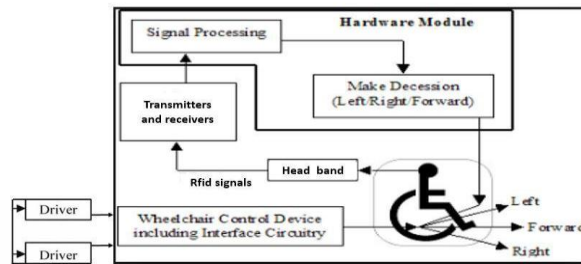 Hardware Module
Signal Processing
Make Decession
(Left/Right/Forward)
Transmitters
and receivers
Rfid signals
Head band
Left
Forward
Right
Wheelchair Control Device
including Interface Circuitry
Driver
Driver